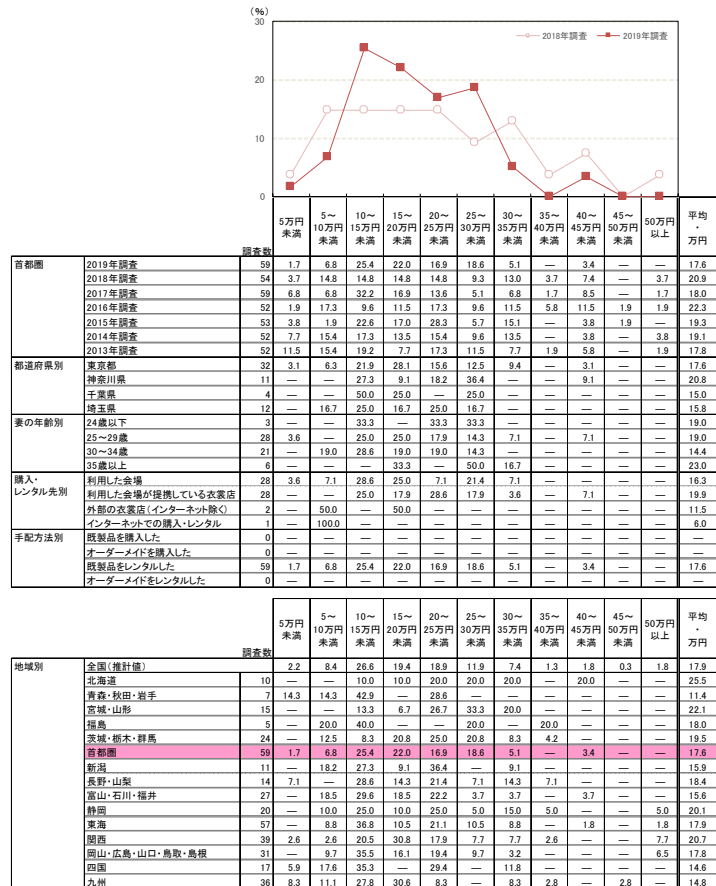 (%)
30
20
10
0
2018年調査 2019年調査
調査数 5万円未満 5～10万円未満 10～15万円未満 15～20万円未満 20～25万円未満 25～30万円未満 30～35万円未満 35～40万円未満 40～45万円未満 45～50万円未満 50万円以上 平均・万円
首都圏 2019年調査 59 1.7 6.8 25.4 22.0 16.9 18.6 5.1 — 3.4 — — 17.6
2018年調査 54 3.7 14.8 14.8 14.8 14.8 9.3 13.0 3.7 7.4 — 3.7 20.9
2017年調査 59 6.8 6.8 32.2 16.9 13.6 5.1 6.8 1.7 8.5 — 1.7 18.0
2016年調査 52 1.9 17.3 9.6 11.5 17.3 9.6 11.5 5.8 11.5 1.9 1.9 22.3
2015年調査 53 3.8 1.9 22.6 17.0 28.3 5.7 15.1 — 3.8 1.9 — 19.3
2014年調査 52 7.7 15.4 17.3 13.5 15.4 9.6 13.5 — 3.8 — 3.8 19.1
2013年調査 52 11.5 15.4 19.2 7.7 17.3 11.5 7.7 1.9 5.8 — 1.9 17.8
都道府県別 東京都 32 3.1 6.3 21.9 28.1 15.6 12.5 9.4 — 3.1 — — 17.6
神奈川県 11 — — 27.3 9.1 18.2 36.4 — — 9.1 — — 20.8
千葉県 4 — — 50.0 25.0 — 25.0 — — — — — 15.0
埼玉県 12 — 16.7 25.0 16.7 25.0 16.7 — — — — — 15.8
妻の年齢別 24歳以下 3 — — 33.3 — 33.3 33.3 — — — — — 19.0
25～29歳 28 3.6 — 25.0 25.0 17.9 14.3 7.1 — 7.1 — — 19.0
30～34歳 21 — 19.0 28.6 19.0 19.0 14.3 — — — — — 14.4
35歳以上 6 — — — 33.3 — 50.0 16.7 — — — — 23.0
購入・レンタル先別 利用した会場 28 3.6 7.1 28.6 25.0 7.1 21.4 7.1 — — — — 16.3
利用した会場が提携している衣裳店 28 — — 25.0 17.9 28.6 17.9 3.6 — 7.1 — — 19.9
外部の衣裳店(インターネット除く) 2 — 50.0 — 50.0 — — — — — — — 11.5
インターネットでの購入・レンタル 1 — 100.0 — — — — — — — — — 6.0
手配方法別 既製品を購入した 0 — — — — — — — — — — — —
オーダーメイドを購入した 0 — — — — — — — — — — — —
既製品をレンタルした 59 1.7 6.8 25.4 22.0 16.9 18.6 5.1 — 3.4 — — 17.6
オーダーメイドをレンタルした 0 — — — — — — — — — — — —
調査数 5万円未満 5～10万円未満 10～15万円未満 15～20万円未満 20～25万円未満 25～30万円未満 30～35万円未満 35～40万円未満 40～45万円未満 45～50万円未満 50万円以上 平均・万円
地域別 全国(推計値) 2.2 8.4 26.6 19.4 18.9 11.9 7.4 1.3 1.8 0.3 1.8 17.9
北海道 10 — — 10.0 10.0 20.0 20.0 20.0 — 20.0 — — 25.5
青森・秋田・岩手 7 14.3 14.3 42.9 — 28.6 — — — — — — 11.4
宮城・山形 15 — — 13.3 6.7 26.7 33.3 20.0 — — — — 22.1
福島 5 — 20.0 40.0 — — 20.0 — 20.0 — — — 18.0
茨城・栃木・群馬 24 — 12.5 8.3 20.8 25.0 20.8 8.3 4.2 — — — 19.5
首都圏 59 1.7 6.8 25.4 22.0 16.9 18.6 5.1 — 3.4 — — 17.6
新潟 11 — 18.2 27.3 9.1 36.4 — 9.1 — — — — 15.9
長野・山梨 14 7.1 — 28.6 14.3 21.4 7.1 14.3 7.1 — — — 18.4
富山・石川・福井 27 — 18.5 29.6 18.5 22.2 3.7 3.7 — 3.7 — — 15.6
静岡 20 — 10.0 25.0 10.0 25.0 5.0 15.0 5.0 — — 5.0 20.1
東海 57 — 8.8 36.8 10.5 21.1 10.5 8.8 — 1.8 — 1.8 17.9
関西 39 2.6 2.6 20.5 30.8 17.9 7.7 7.7 2.6 — — 7.7 20.7
岡山・広島・山口・鳥取・島根 31 — 9.7 35.5 16.1 19.4 9.7 3.2 — — — 6.5 17.8
四国 17 5.9 17.6 35.3 — 29.4 — 11.8 — — — — 14.6
九州 36 8.3 11.1 27.8 30.6 8.3 — 8.3 2.8 — 2.8 — 14.8